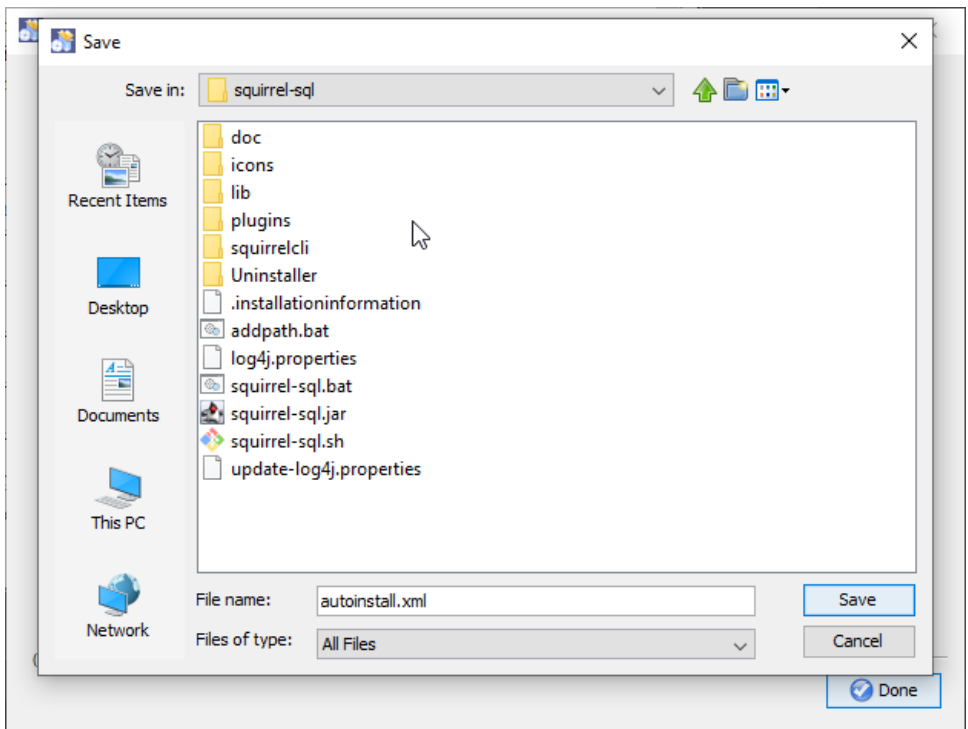 Save
Save in: squirrel-sql
Recent Items
Desktop
Documents
This PC
Network
doc
icons
lib
plugins
squirrelcli
Uninstaller
.installationinformation
addpath.bat
log4j.properties
squirrel-sql.bat
squirrel-sql.jar
squirrel-sql.sh
update-log4j.properties
File name: autoinstall.xml Save
Files of type: All Files Cancel
Done